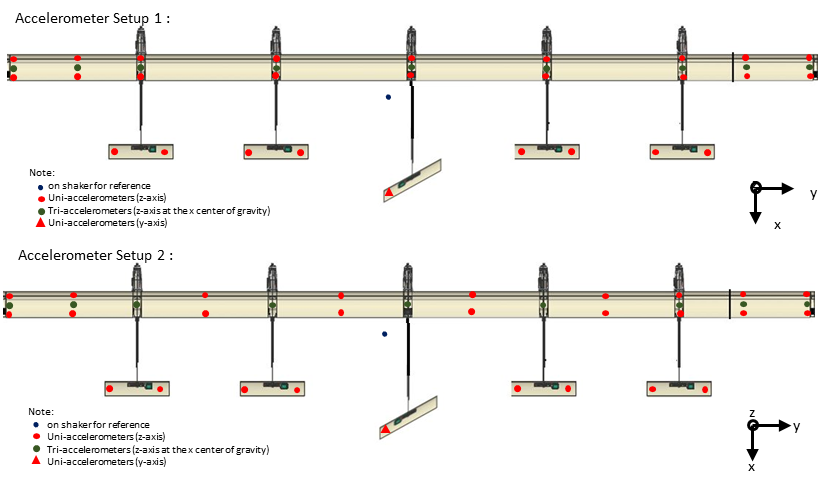 Accelerometer Setup 1 :
Note:
on shaker for reference
Uni-accelerometers (z-axis)
Tri-accelerometers (z-axis at the x center of gravity)
Uni-accelerometers (y-axis)
y
x
Accelerometer Setup 2 :
Note:
on shaker for reference
Uni-accelerometers (z-axis)
Tri-accelerometers (z-axis at the x center of gravity)
Uni-accelerometers (y-axis)
z
y
x